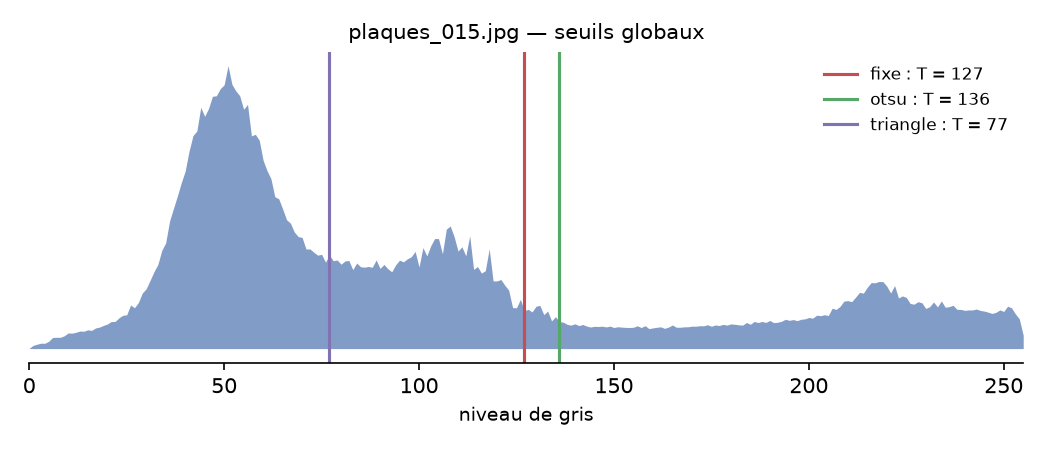 plaques_015.jpg — seuils globaux
fixe : T = 127
otsu : T = 136
triangle : T = 77
0 50 100 150 200 250
niveau de gris